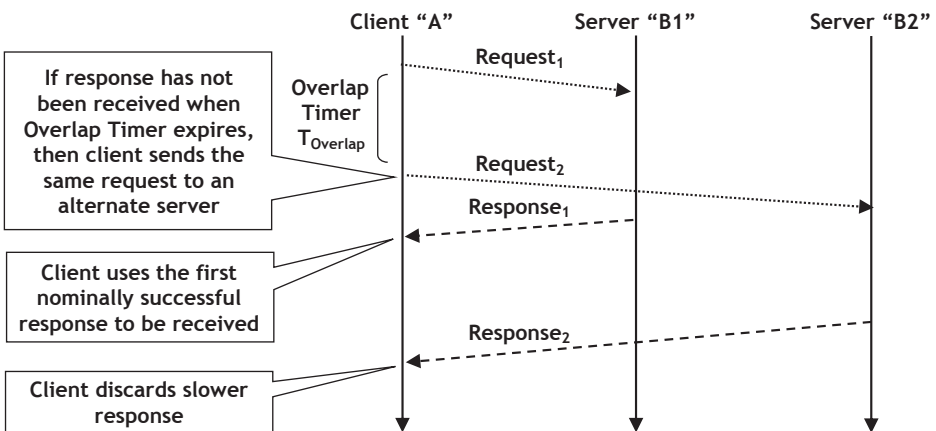 Client “A”
Server “B1”
Server “B2”
If response has not
been received when
Overlap Timer expires,
then client sends the
same request to an
alternate server
Overlap
Timer
T_Overlap
Request₁
Request₂
Response₁
Client uses the first
nominally successful
response to be received
Response₂
Client discards slower
response